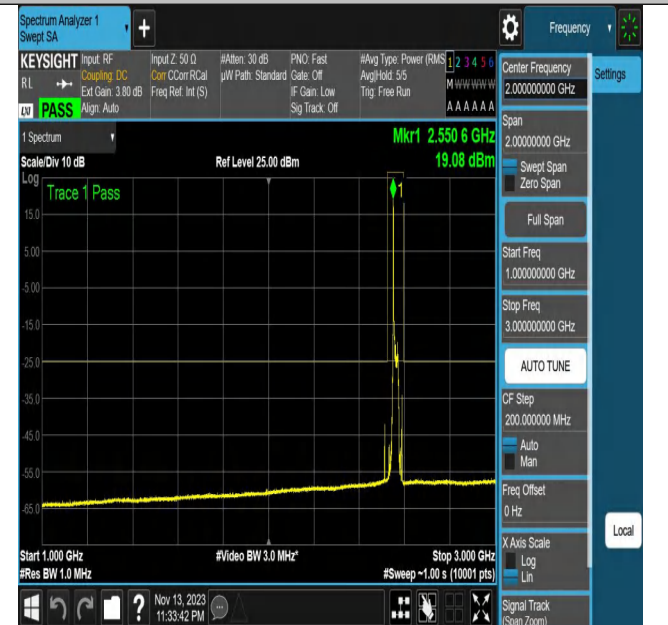 Spectrum Analyzer 1
Swept SA
+
Frequency
KEYSIGHT
RL
LXI
PASS
Input: RF
Coupling: DC
Ext Gain: 3.80 dB
Align: Auto
Input Z: 50 Ω
Corr CCorr RCal
Freq Ref: Int (S)
#Atten: 30 dB
µW Path: Standard
PNO: Fast
Gate: Off
IF Gain: Low
Sig Track: Off
#Avg Type: Power (RMS
Avg|Hold: 5/5
Trig: Free Run
1 2 3 4 5 6
M W W W W W
A A A A A A
1 Spectrum
Scale/Div 10 dB
Ref Level 25.00 dBm
Mkr1 2.550 6 GHz
19.08 dBm
Log
Trace 1 Pass
1
15.0
5.00
-5.00
-15.0
-25.0
-35.0
-45.0
-55.0
-65.0
Start 1.000 GHz
#Res BW 1.0 MHz
#Video BW 3.0 MHz*
Stop 3.000 GHz
#Sweep ~1.00 s (10001 pts)
?
Nov 13, 2023
11:33:42 PM
Center Frequency
2.000000000 GHz
Settings
Span
2.00000000 GHz
Swept Span
Zero Span
Full Span
Start Freq
1.000000000 GHz
Stop Freq
3.000000000 GHz
AUTO TUNE
CF Step
200.000000 MHz
Auto
Man
Freq Offset
0 Hz
X Axis Scale
Log
Lin
Local
Signal Track
(Span Zoom)